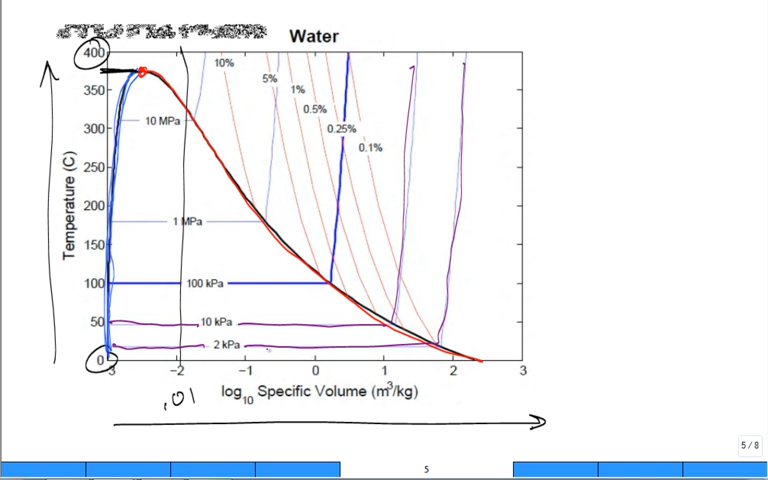 Water
400
350
300
250
200
150
100
50
0
Temperature (C)
10%
5%
1%
0.5%
0.25%
0.1%
10 MPa
1 MPa
100 kPa
10 kPa
2 kPa
-3 −2 −1 0 1 2 3
.01
log10 Specific Volume (m³/kg)
5/8
5